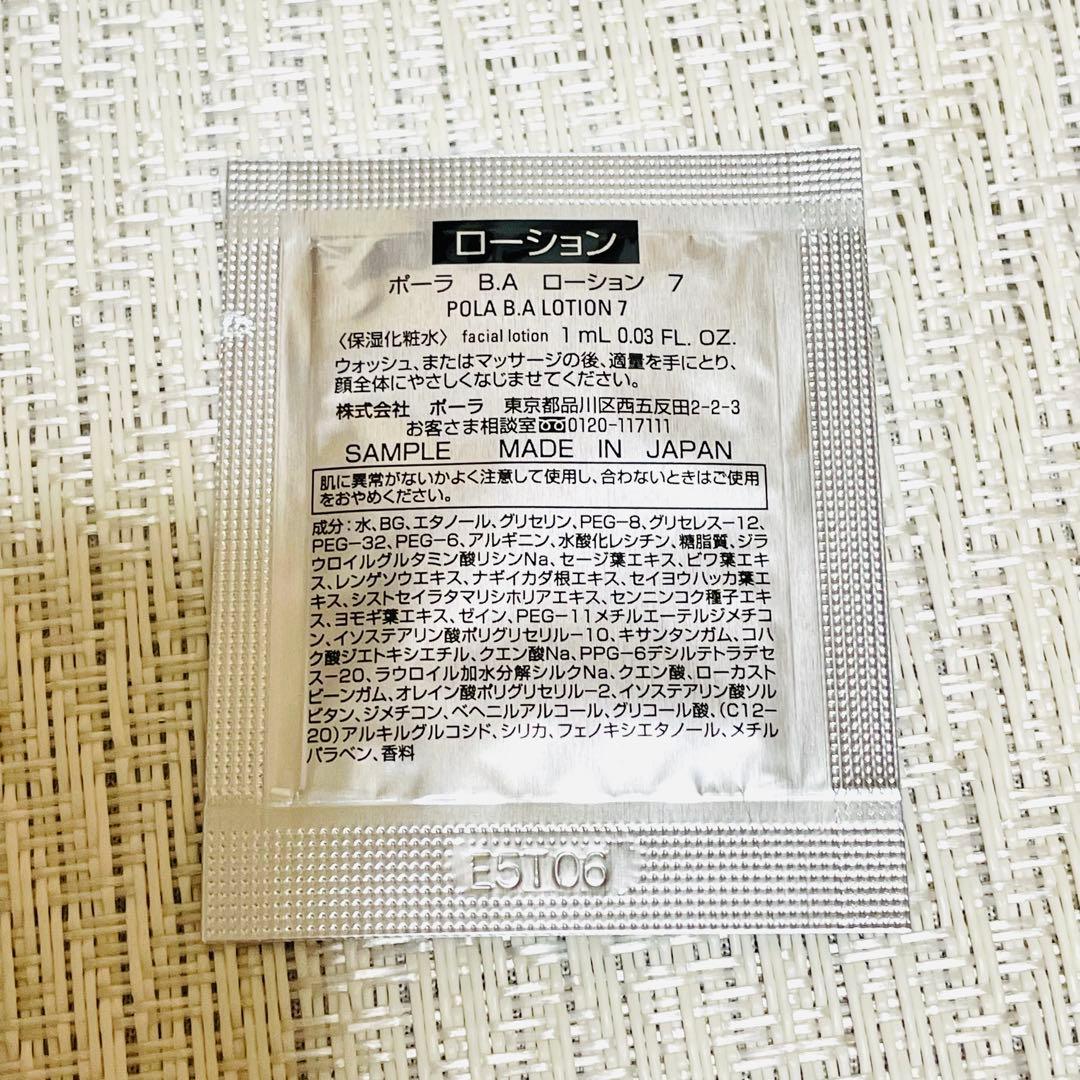 ローション
ポーラ B.A ローション 7
POLA B.A LOTION 7
〈保湿化粧水〉 facial lotion 1 mL 0.03 FL. OZ.
ウォッシュ、またはマッサージの後、適量を手にとり、
顔全体にやさしくなじませてください。
株式会社 ポーラ 東京都品川区西五反田2-2-3
お客さま相談室 0120-117111
SAMPLE MADE IN JAPAN
肌に異常がないかよく注意して使用し、合わないときはご使用
をおやめください。
成分：水、BG、エタノール、グリセリン、PEG-8、グリセレス-12、
PEG-32、PEG-6、アルギニン、水酸化レシチン、糖脂質、ジラ
ウロイルグルタミン酸リシンNa、セージ葉エキス、ビワ葉エキ
ス、レンゲソウエキス、ナギイカダ根エキス、セイヨウハッカ葉エ
キス、シストセイラタマリシホリアエキス、センニンコク種子エキ
ス、ヨモギ葉エキス、ゼイン、PEG-11メチルエーテルジメチコ
ン、イソステアリン酸ポリグリセリル-10、キサンタンガム、コハ
ク酸ジエトキシエチル、クエン酸Na、PPG-6デシルテトラデセ
ス-20、ラウロイル加水分解シルクNa、クエン酸、ローカスト
ビーンガム、オレイン酸ポリグリセリル-2、イソステアリン酸ソル
ビタン、ジメチコン、ベヘニルアルコール、グリコール酸、(C12-
20)アルキルグルコシド、シリカ、フェノキシエタノール、メチル
パラベン、香料
E5T06